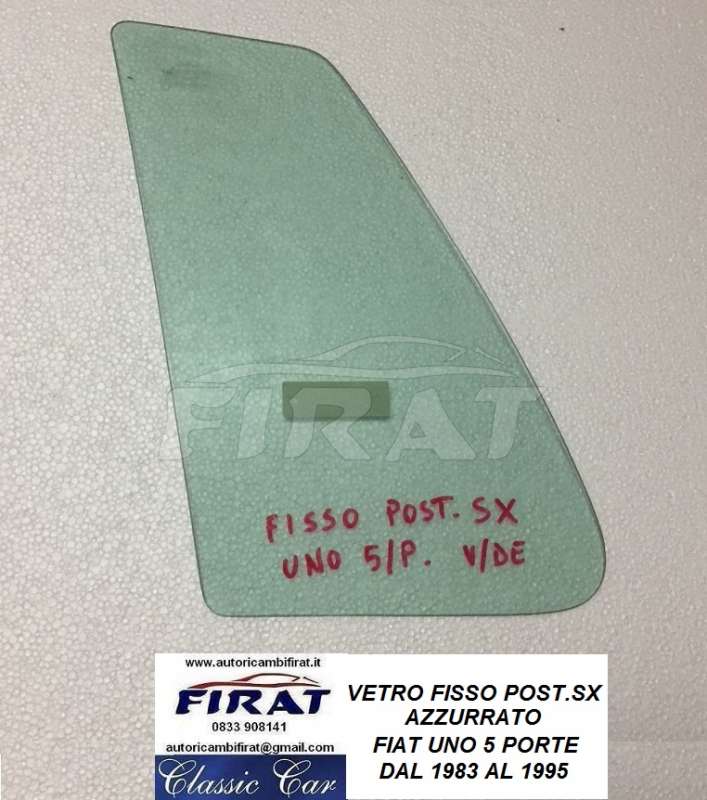 FIRAT
FISSO POST. SX
UNO 5/P. V/DE
www.autoricambifirat.it
FIRAT
0833 908141
autoricambifirat@gmail.com
Classic Car
VETRO FISSO POST.SX
AZZURRATO
FIAT UNO 5 PORTE
DAL 1983 AL 1995